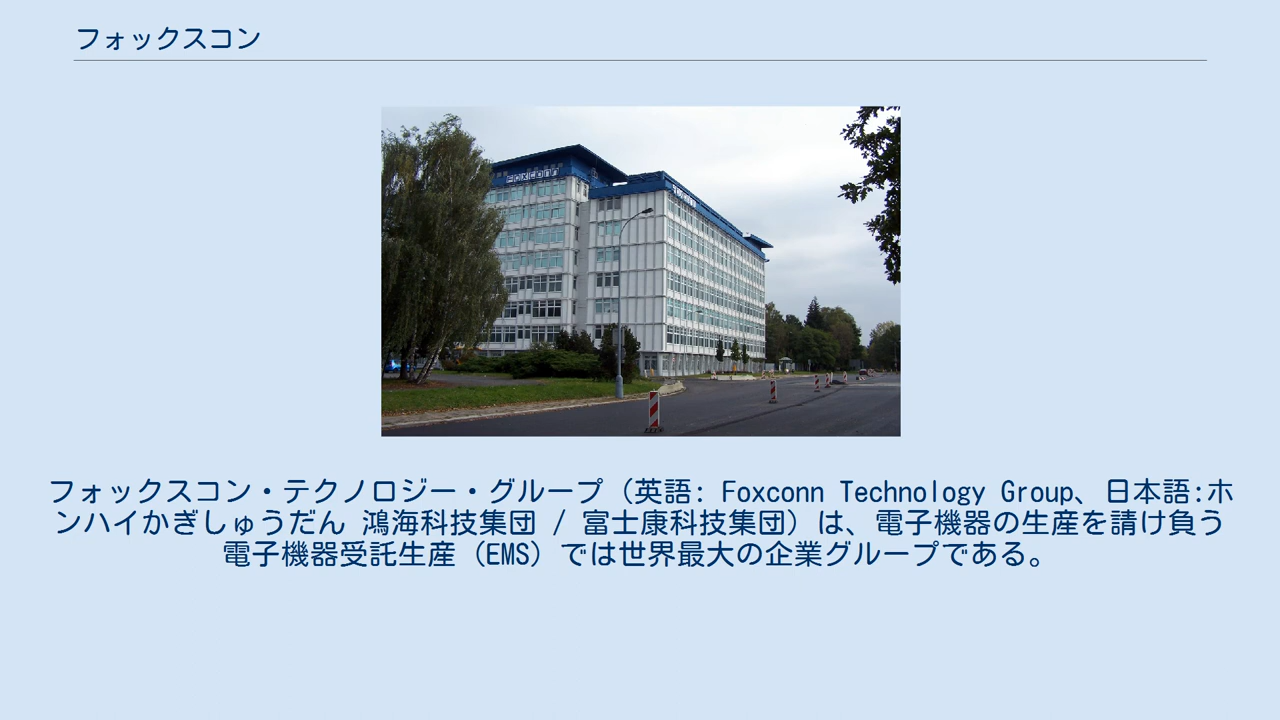 フォックスコン
FOXCONN
フォックスコン・テクノロジー・グループ（英語: Foxconn Technology Group、日本語:ホ
ンハイかぎしゅうだん 鴻海科技集団 / 富士康科技集団）は、電子機器の生産を請け負う
電子機器受託生産（EMS）では世界最大の企業グループである。